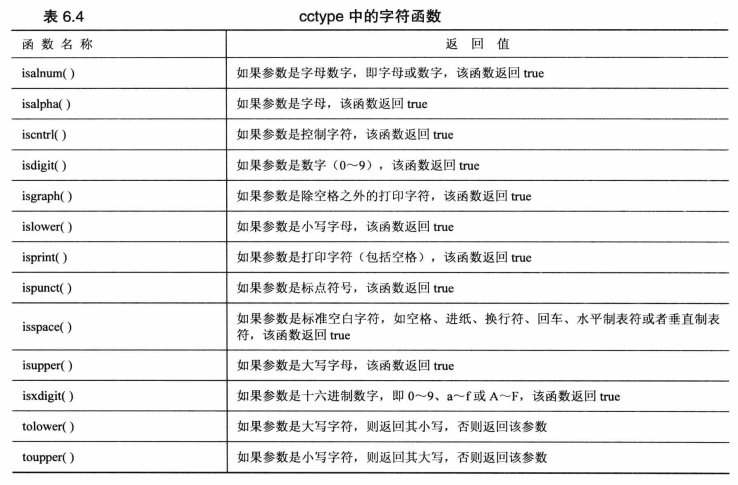 表 6.4 cctype 中的字符函数
函 数 名 称 返 回 值
isalnum( ) 如果参数是字母数字，即字母或数字，该函数返回 true
isalpha( ) 如果参数是字母，该函数返回 true
iscntrl( ) 如果参数是控制字符，该函数返回 true
isdigit( ) 如果参数是数字（0～9），该函数返回 true
isgraph( ) 如果参数是除空格之外的打印字符，该函数返回 true
islower( ) 如果参数是小写字母，该函数返回 true
isprint( ) 如果参数是打印字符（包括空格），该函数返回 true
ispunct( ) 如果参数是标点符号，该函数返回 true
isspace( ) 如果参数是标准空白字符，如空格、进纸、换行符、回车、水平制表符或者垂直制表
符，该函数返回 true
isupper( ) 如果参数是大写字母，该函数返回 true
isxdigit( ) 如果参数是十六进制数字，即 0～9、a～f 或 A～F，该函数返回 true
tolower( ) 如果参数是大写字符，则返回其小写，否则返回该参数
toupper( ) 如果参数是小写字符，则返回其大写，否则返回该参数